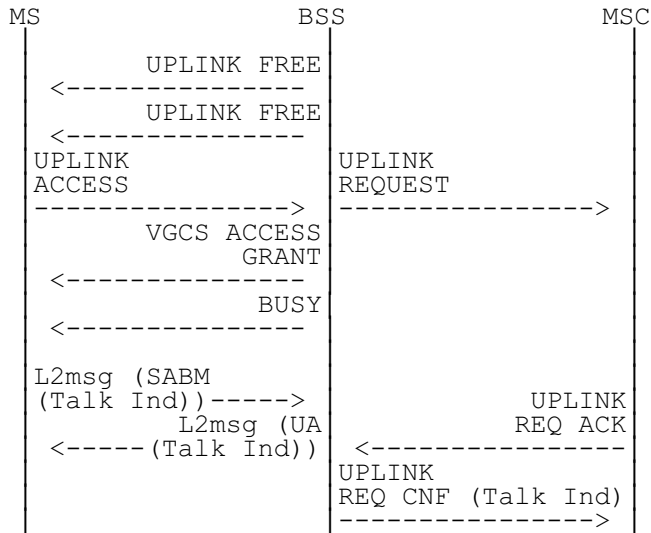 MS BSS MSC
UPLINK FREE
<---------------
UPLINK FREE
<---------------
UPLINK UPLINK
ACCESS REQUEST
----------------> ---------------->
VGCS ACCESS
GRANT
<---------------
BUSY
<---------------
L2msg (SABM
(Talk Ind))-----> UPLINK
L2msg (UA REQ ACK
<-----(Talk Ind)) <----------------
UPLINK
REQ CNF (Talk Ind)
---------------->